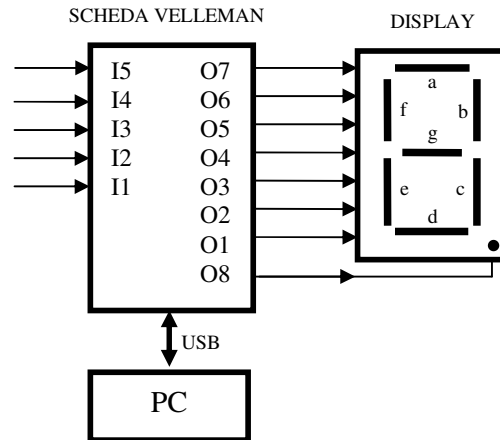 SCHEDA VELLEMAN
DISPLAY
I5
I4
I3
I2
I1
O7
O6
O5
O4
O3
O2
O1
O8
a
f
b
g
e
c
d
USB
PC